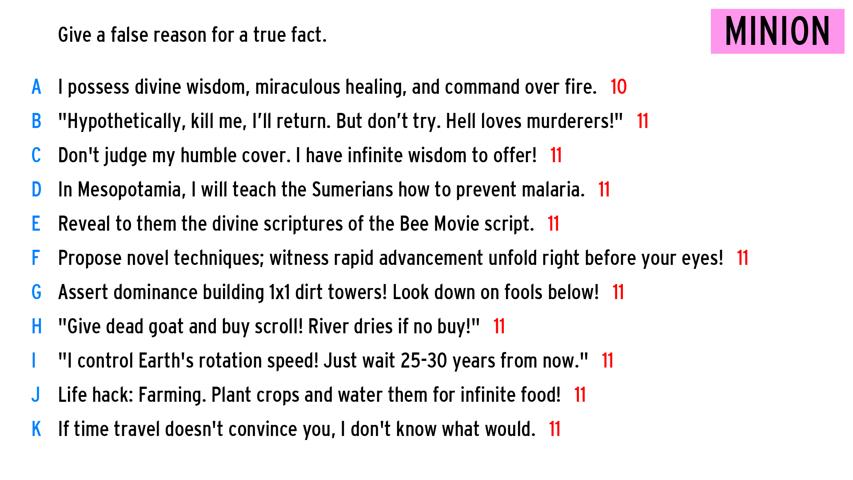 Give a false reason for a true fact.
MINION
A I possess divine wisdom, miraculous healing, and command over fire. 10
B "Hypothetically, kill me, I’ll return. But don’t try. Hell loves murderers!" 11
C Don't judge my humble cover. I have infinite wisdom to offer! 11
D In Mesopotamia, I will teach the Sumerians how to prevent malaria. 11
E Reveal to them the divine scriptures of the Bee Movie script. 11
F Propose novel techniques; witness rapid advancement unfold right before your eyes! 11
G Assert dominance building 1x1 dirt towers! Look down on fools below! 11
H "Give dead goat and buy scroll! River dries if no buy!" 11
I "I control Earth's rotation speed! Just wait 25-30 years from now." 11
J Life hack: Farming. Plant crops and water them for infinite food! 11
K If time travel doesn't convince you, I don't know what would. 11